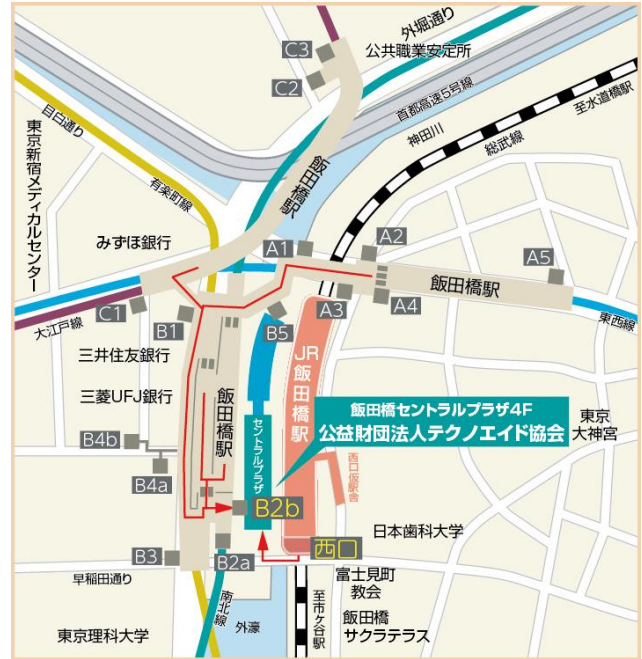 外堀通り
C3
公共職業安定所
C2
首都高速5号線
至水道橋駅
神田川
総武線
目白通り
東京新宿メディカルセンター
有楽町線
飯田橋駅
みずほ銀行
A1
A2
A5
飯田橋駅
A3
A4
東西線
C1
大江戸線
B1
B5
三井住友銀行
三菱UFJ銀行
飯田橋駅
JR
飯田橋駅
飯田橋セントラルプラザ4F
公益財団法人テクノエイド協会
東京
大神宮
セントラルプラザ
西口仮駅舎
B4b
B4a
B2b
日本歯科大学
西口
B3
B2a
早稲田通り
富士見町
教会
南北線
外濠
至市ヶ谷駅
飯田橋
サクラテラス
東京理科大学